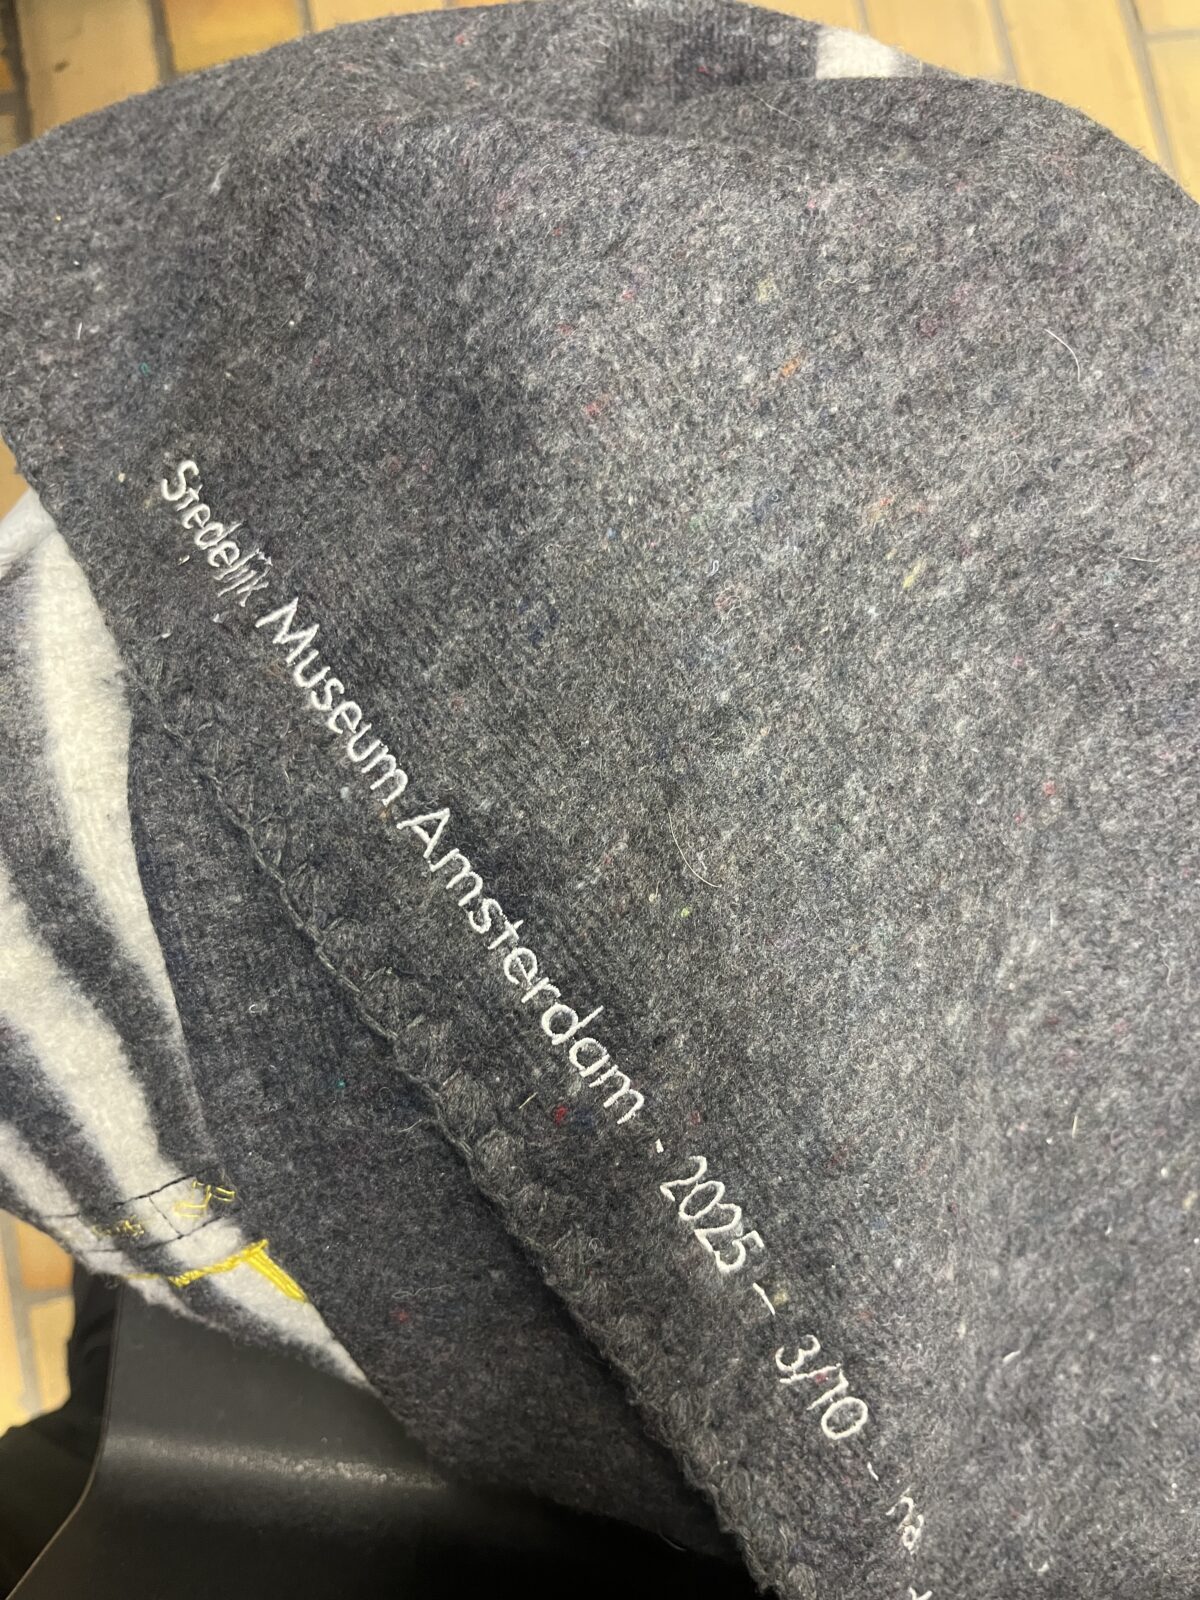 Stedelijk Museum Amsterdam - 2025 - 3/10 -